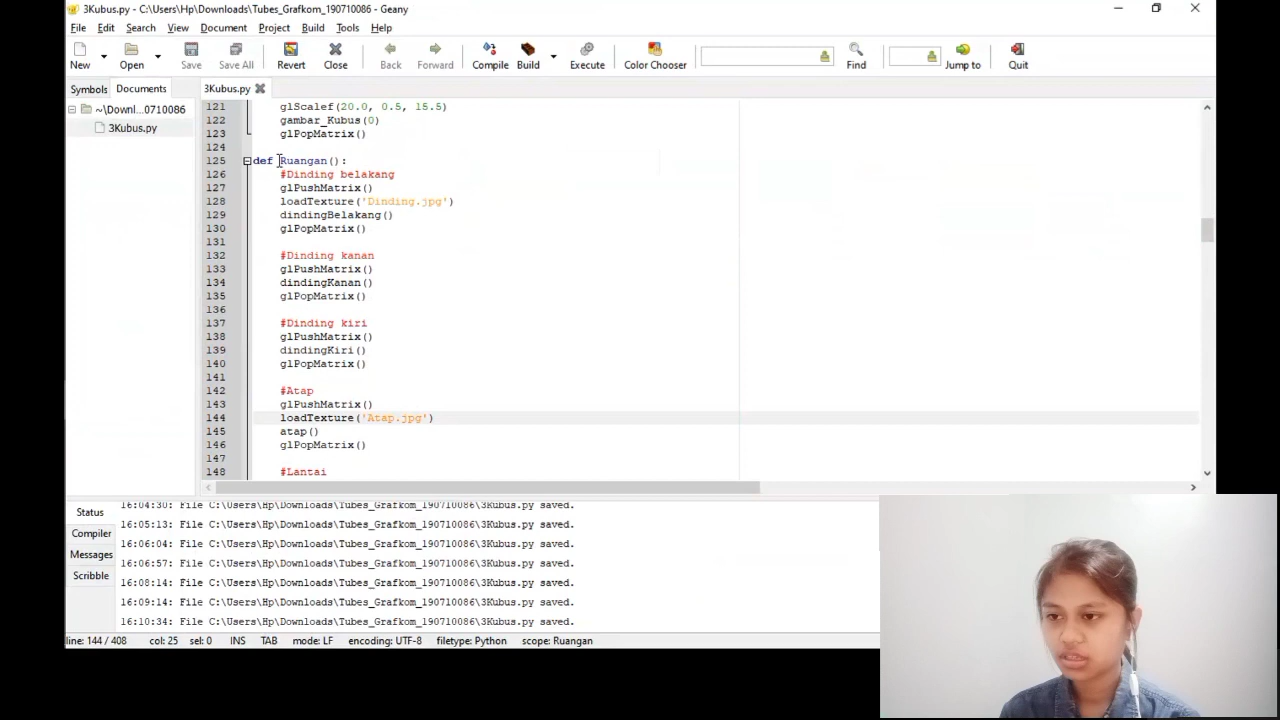 3Kubus.py - C:\Users\Hp\Downloads\Tubes_Grafkom_190710086 - Geany
File Edit Search View Document Project Build Tools Help
New Open Save Save All Revert Close Back Forward Compile Build Execute Color Chooser Find Jump to Quit
Symbols Documents 3Kubus.py
~\Downl...0710086
3Kubus.py
121 glScalef(20.0, 0.5, 15.5)
122 gambar_Kubus(0)
123 glPopMatrix()
124
125 def Ruangan():
126 #Dinding belakang
127 glPushMatrix()
128 loadTexture('Dinding.jpg')
129 dindingBelakang()
130 glPopMatrix()
131
132 #Dinding kanan
133 glPushMatrix()
134 dindingKanan()
135 glPopMatrix()
136
137 #Dinding kiri
138 glPushMatrix()
139 dindingKiri()
140 glPopMatrix()
141
142 #Atap
143 glPushMatrix()
144 loadTexture('Atap.jpg')
145 atap()
146 glPopMatrix()
147
148 #Lantai
Status
Compiler
Messages
Scribble
16:04:30: File C:\Users\Hp\Downloads\Tubes_Grafkom_190710086\3Kubus.py saved.
16:05:13: File C:\Users\Hp\Downloads\Tubes_Grafkom_190710086\3Kubus.py saved.
16:06:04: File C:\Users\Hp\Downloads\Tubes_Grafkom_190710086\3Kubus.py saved.
16:06:57: File C:\Users\Hp\Downloads\Tubes_Grafkom_190710086\3Kubus.py saved.
16:08:14: File C:\Users\Hp\Downloads\Tubes_Grafkom_190710086\3Kubus.py saved.
16:09:14: File C:\Users\Hp\Downloads\Tubes_Grafkom_190710086\3Kubus.py saved.
16:10:34: File C:\Users\Hp\Downloads\Tubes_Grafkom_190710086\3Kubus.py saved.
line: 144 / 408 col: 25 sel: 0 INS TAB mode: LF encoding: UTF-8 filetype: Python scope: Ruangan